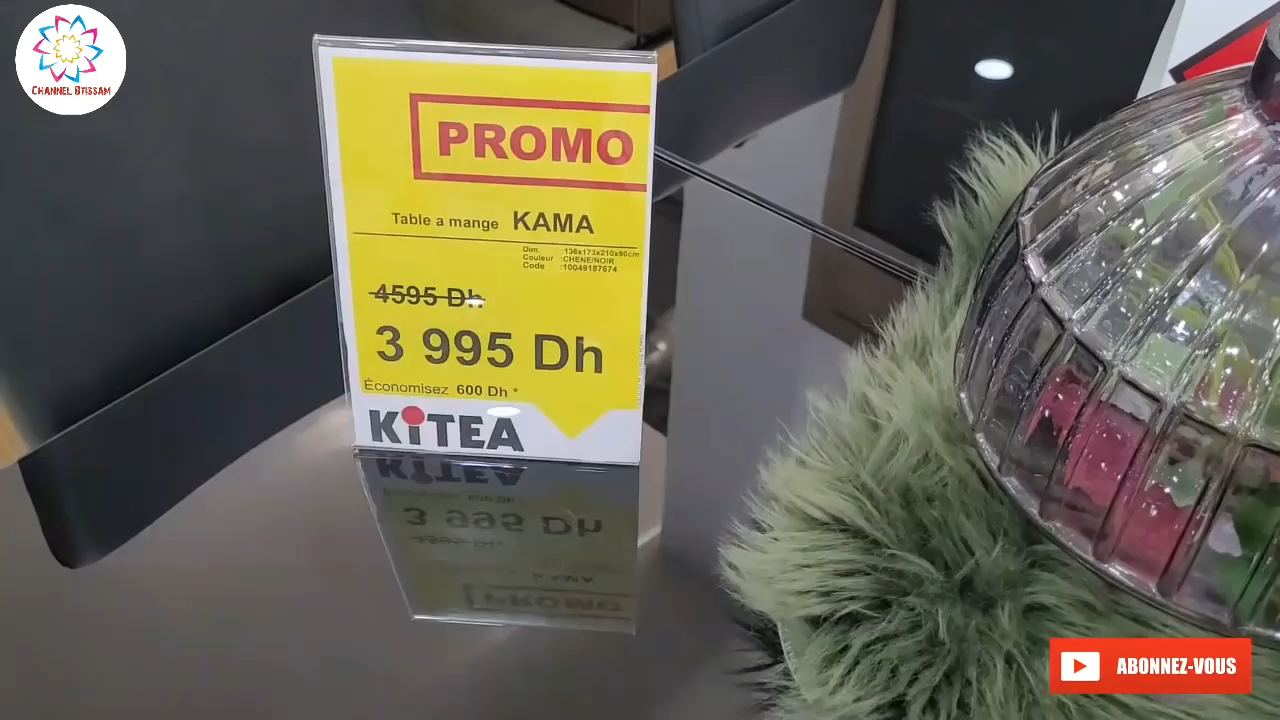 CHANNEL BTISSAM
PROMO
Table a mange KAMA
Dim. :136x173x210x90cm
Couleur :CHENE/NOIR
Code :10049187674
4595 Dh
3 995 Dh
Économisez 600 Dh *
KITEA
ABONNEZ-VOUS